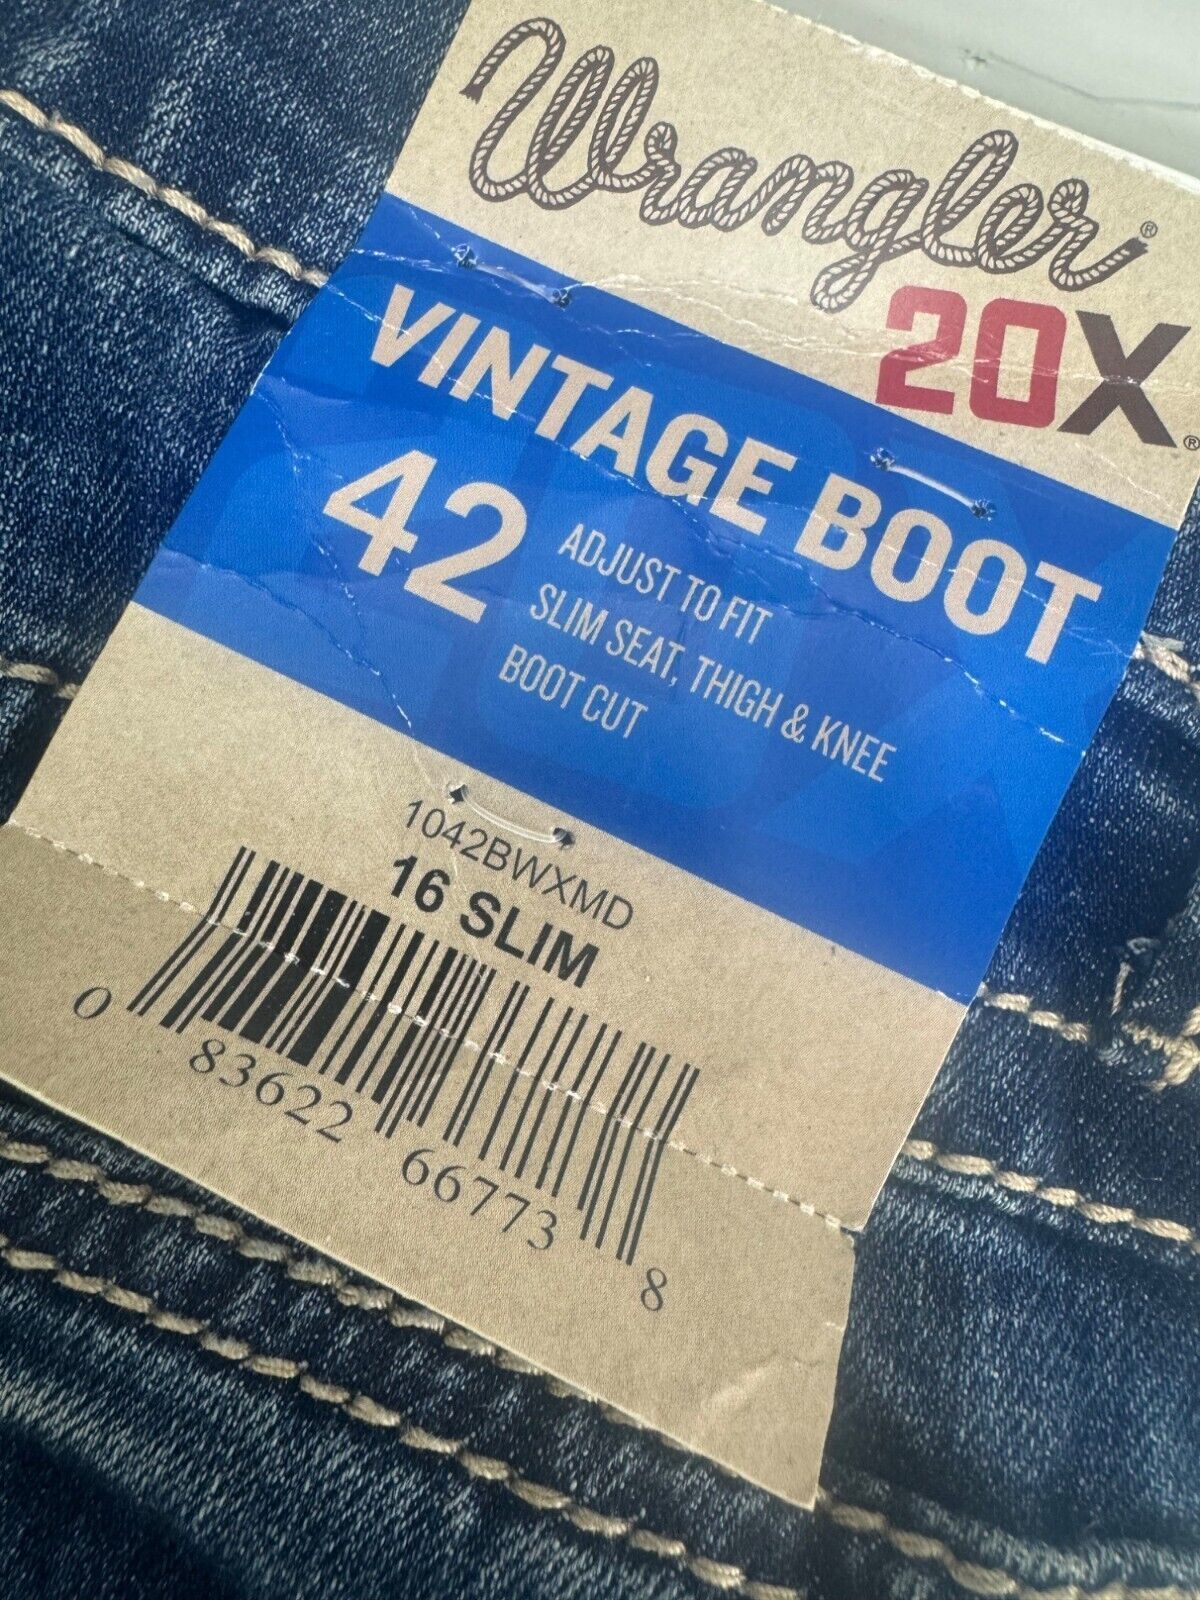 Wrangler®
20X®
VINTAGE BOOT
42
ADJUST TO FIT
SLIM SEAT, THIGH & KNEE
BOOT CUT
1042BWXMD
16 SLIM
0 83622 66773 8